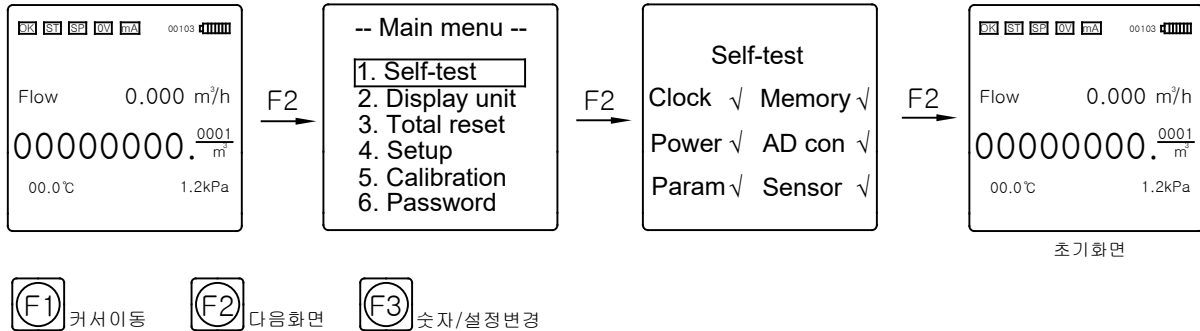 OK ST SP 0V mA 00103
Flow 0.000 m³/h
00000000. 0001 m³
00.0℃ 1.2kPa
F2
-- Main menu --
1. Self-test
2. Display unit
3. Total reset
4. Setup
5. Calibration
6. Password
F2
Self-test
Clock √ Memory √
Power √ AD con √
Param √ Sensor √
F2
OK ST SP 0V mA 00103
Flow 0.000 m³/h
00000000. 0001 m³
00.0℃ 1.2kPa
초기화면
F1 커서이동 F2 다음화면 F3 숫자/설정변경